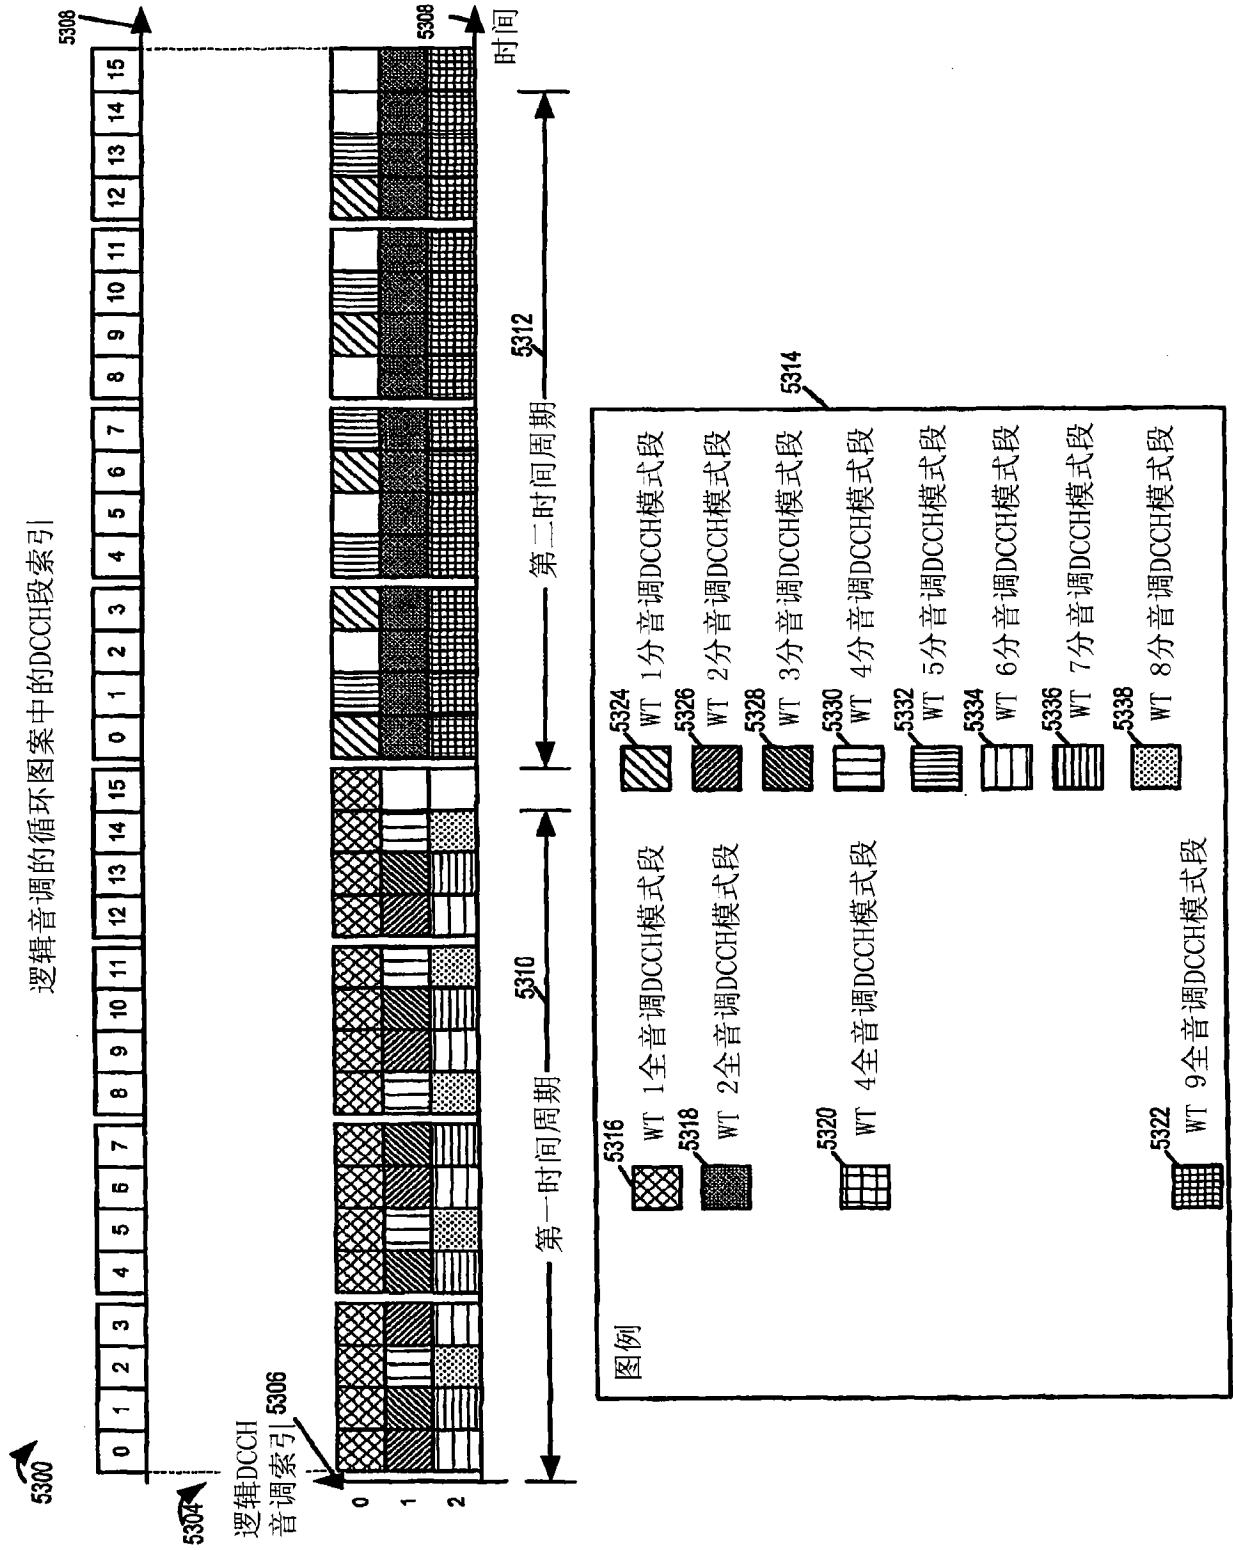 5300
逻辑音调的循环图案中的DCCH段索引
0 1 2 3 4 5 6 7 8 9 10 11 12 13 14 15 0 1 2 3 4 5 6 7 8 9 10 11 12 13 14 15
5308
5304
逻辑DCCH
音调索引
5306
0
1
2
5308
时间
第一时间周期
5310
第二时间周期
5312
5314
图例
5316
WT 1全音调DCCH模式段
5318
WT 2全音调DCCH模式段
5320
WT 4全音调DCCH模式段
5322
WT 9全音调DCCH模式段
5324
WT 1分音调DCCH模式段
5326
WT 2分音调DCCH模式段
5328
WT 3分音调DCCH模式段
5330
WT 4分音调DCCH模式段
5332
WT 5分音调DCCH模式段
5334
WT 6分音调DCCH模式段
5336
WT 7分音调DCCH模式段
5338
WT 8分音调DCCH模式段